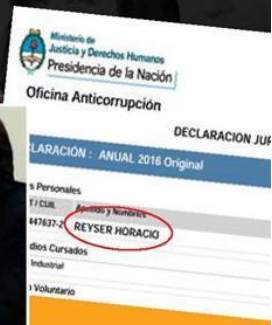 Ministerio de
Justicia y Derechos Humanos
Presidencia de la Nación
Oficina Anticorrupción
DECLARACION JUR
LARACIÓN : ANUAL 2016 Original
s Personales
T / CUIL Apellido y Nombres
447637-2 REYSER HORACIO
dios Cursados
Industrial
Voluntario